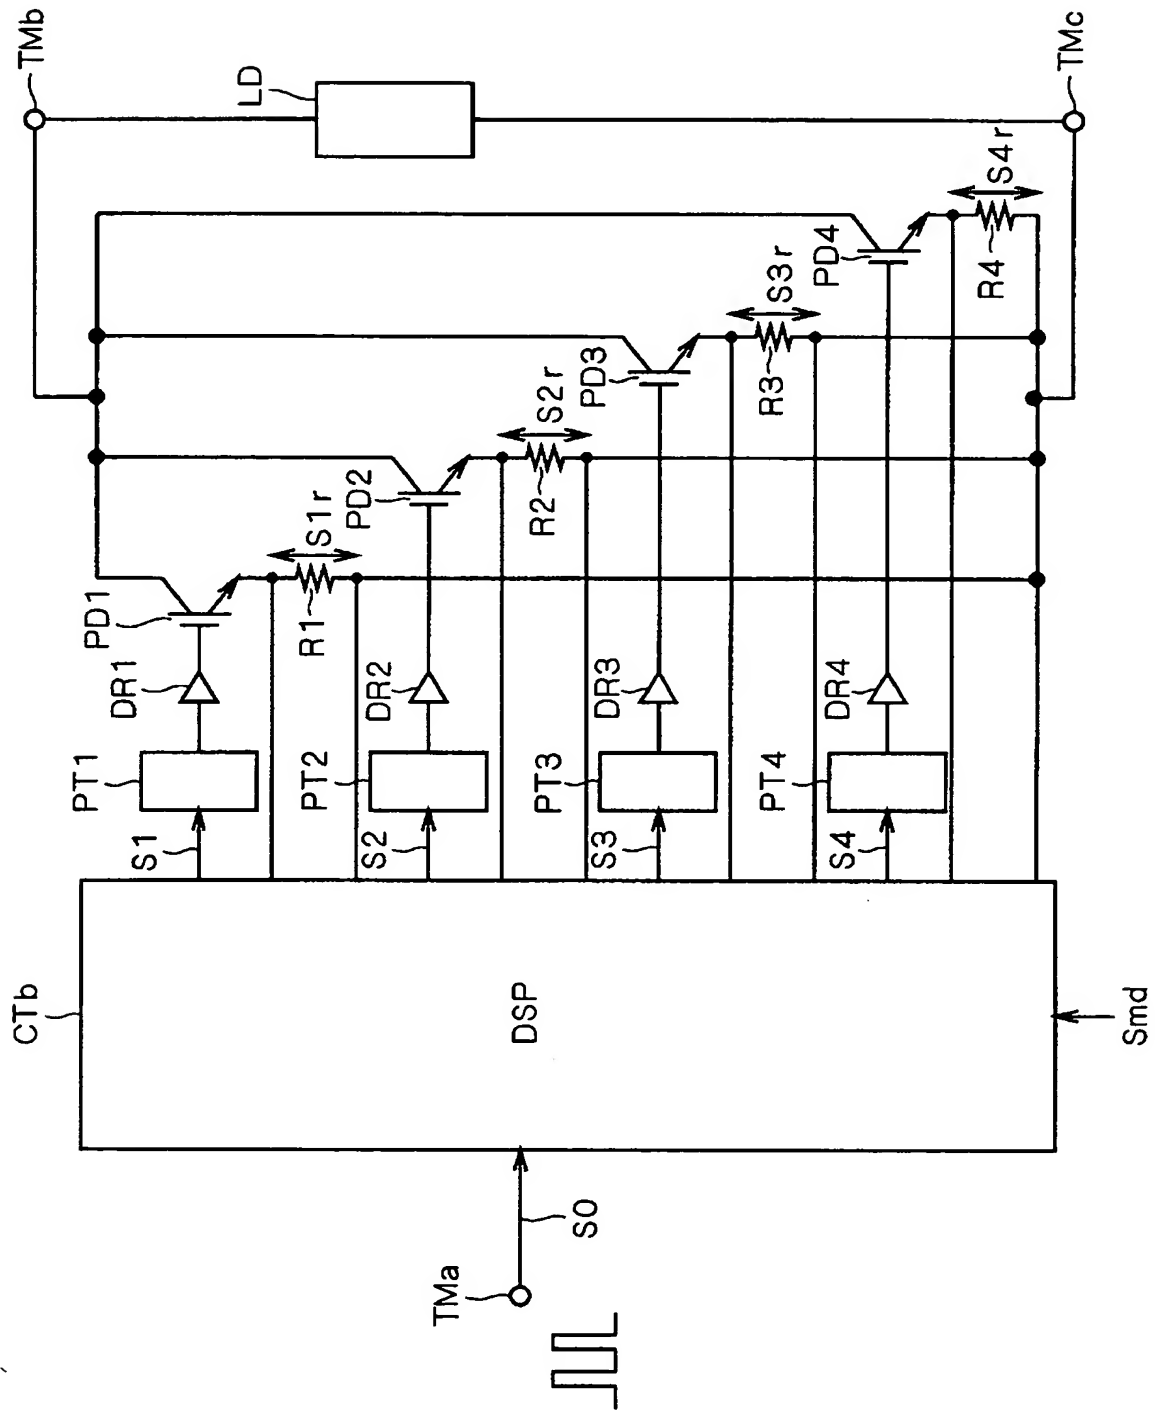 TMb
LD
TMc
S4r
PD4
R4
S3r
PD3
R3
S2r
PD2
R2
S1r
PD1
R1
DR1
DR2
DR3
DR4
PT1
PT2
PT3
PT4
S1
S2
S3
S4
CTb
DSP
Smd
S0
TMa